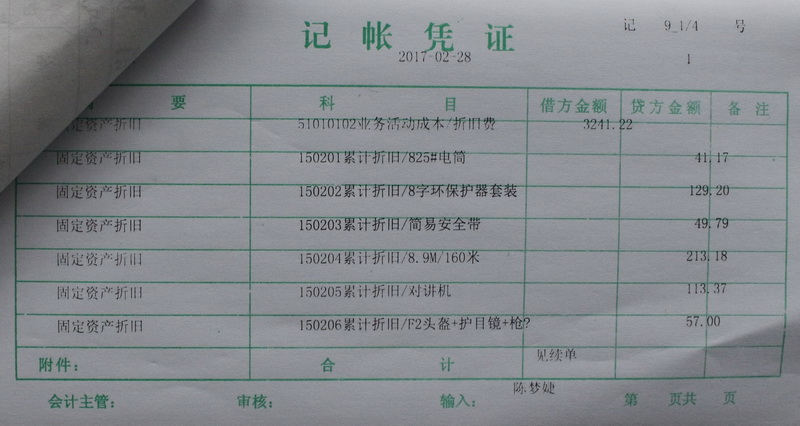 记 帐 凭 证
记 9_1/4 号
2017-02-28 1
要 科 目 借方金额 贷方金额 备 注
固定资产折旧 51010102业务活动成本/折旧费 3241.22
固定资产折旧 150201累计折旧/825#电筒 41.17
固定资产折旧 150202累计折旧/8字环保护器套装 129.20
固定资产折旧 150203累计折旧/简易安全带 49.79
固定资产折旧 150204累计折旧/8.9M/160米 213.18
固定资产折旧 150205累计折旧/对讲机 113.37
固定资产折旧 150206累计折旧/F2头盔+护目镜+枪? 57.00
附件: 合 计 见续单
会计主管: 审核: 输入: 陈梦婕 第 页共 页